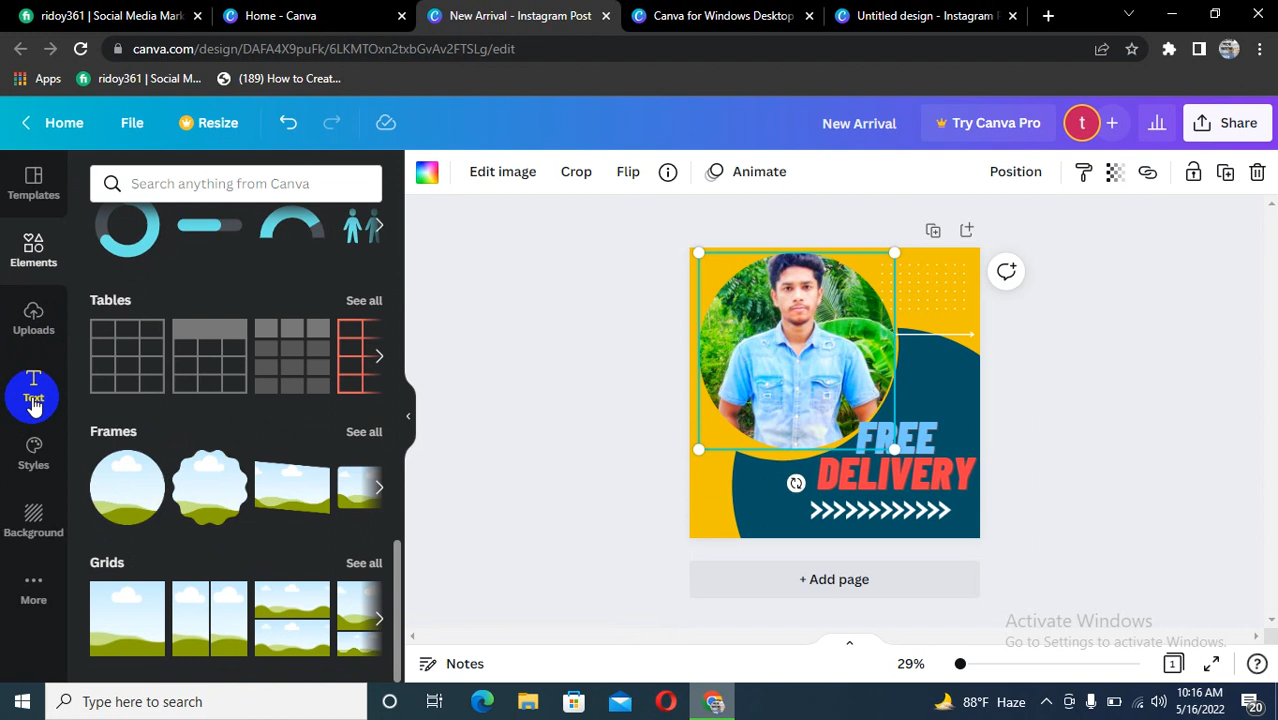 ridoy361 | Social Media Mark
Home - Canva
New Arrival - Instagram Post
Canva for Windows Desktop
Untitled design - Instagram
canva.com/design/DAFA4X9puFk/6LKMTOxn2txbGvAv2FTSLg/edit
Apps
ridoy361 | Social M...
(189) How to Creat...
Home
File
Resize
New Arrival
Try Canva Pro
t
Share
Templates
Search anything from Canva
Edit image
Crop
Flip
Animate
Position
Elements
Uploads
Tables
See all
Text
Frames
See all
FREE
DELIVERY
Styles
Background
Grids
See all
+ Add page
More
Activate Windows
Go to Settings to activate Windows.
Notes
29%
1
Type here to search
88°F Haze
10:16 AM
5/16/2022
20